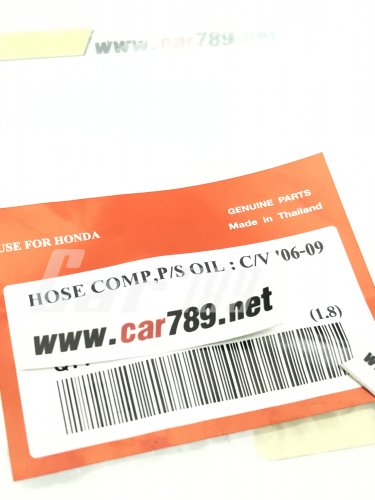 www.car789.net
GENUINE PARTS
Made in Thailand
USE FOR HONDA
HOSE COMP,P/S OIL : C/V '06-09
www.car789.net
(1.8)